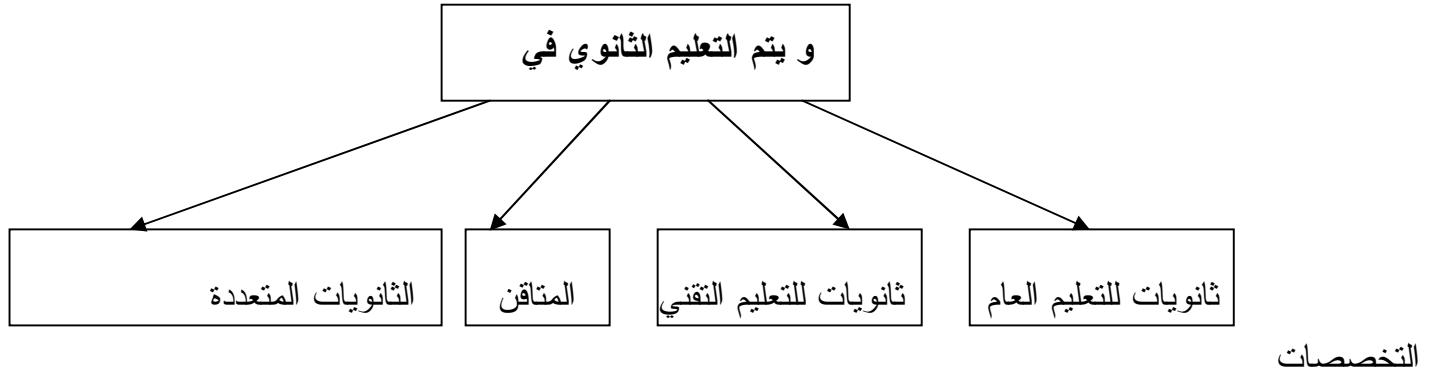 و يتم التعليم الثانوي في
ثانويات للتعليم العام
ثانويات للتعليم التقني
المتاقن
الثانويات المتعددة
التخصصات